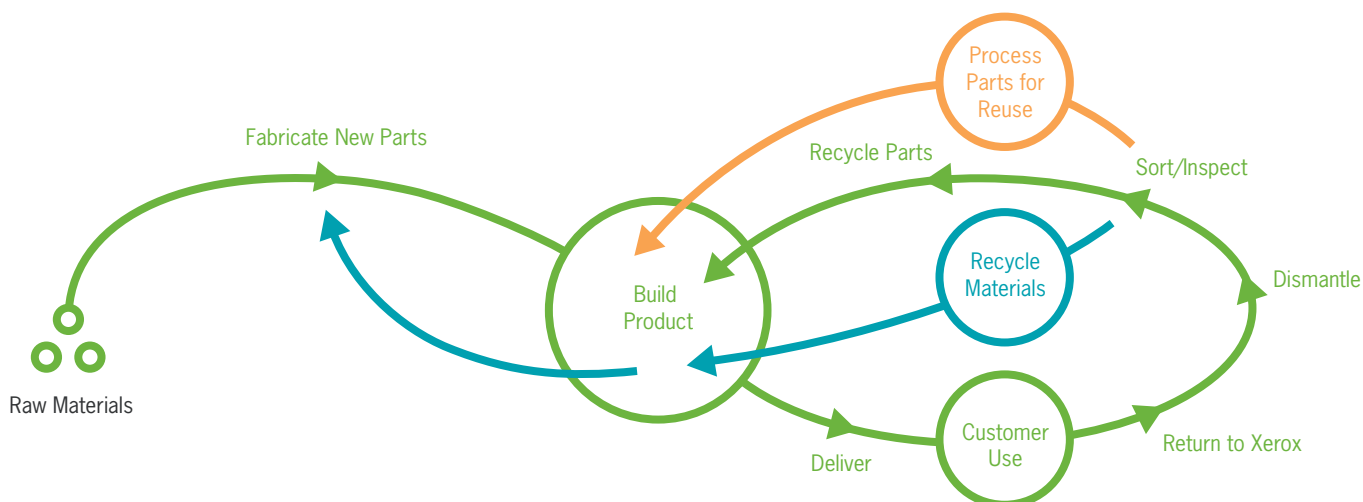 Process
Parts for
Reuse
Fabricate New Parts
Recycle Parts
Sort/Inspect
Recycle
Materials
Dismantle
Build
Product
Raw Materials
Customer
Use
Deliver
Return to Xerox